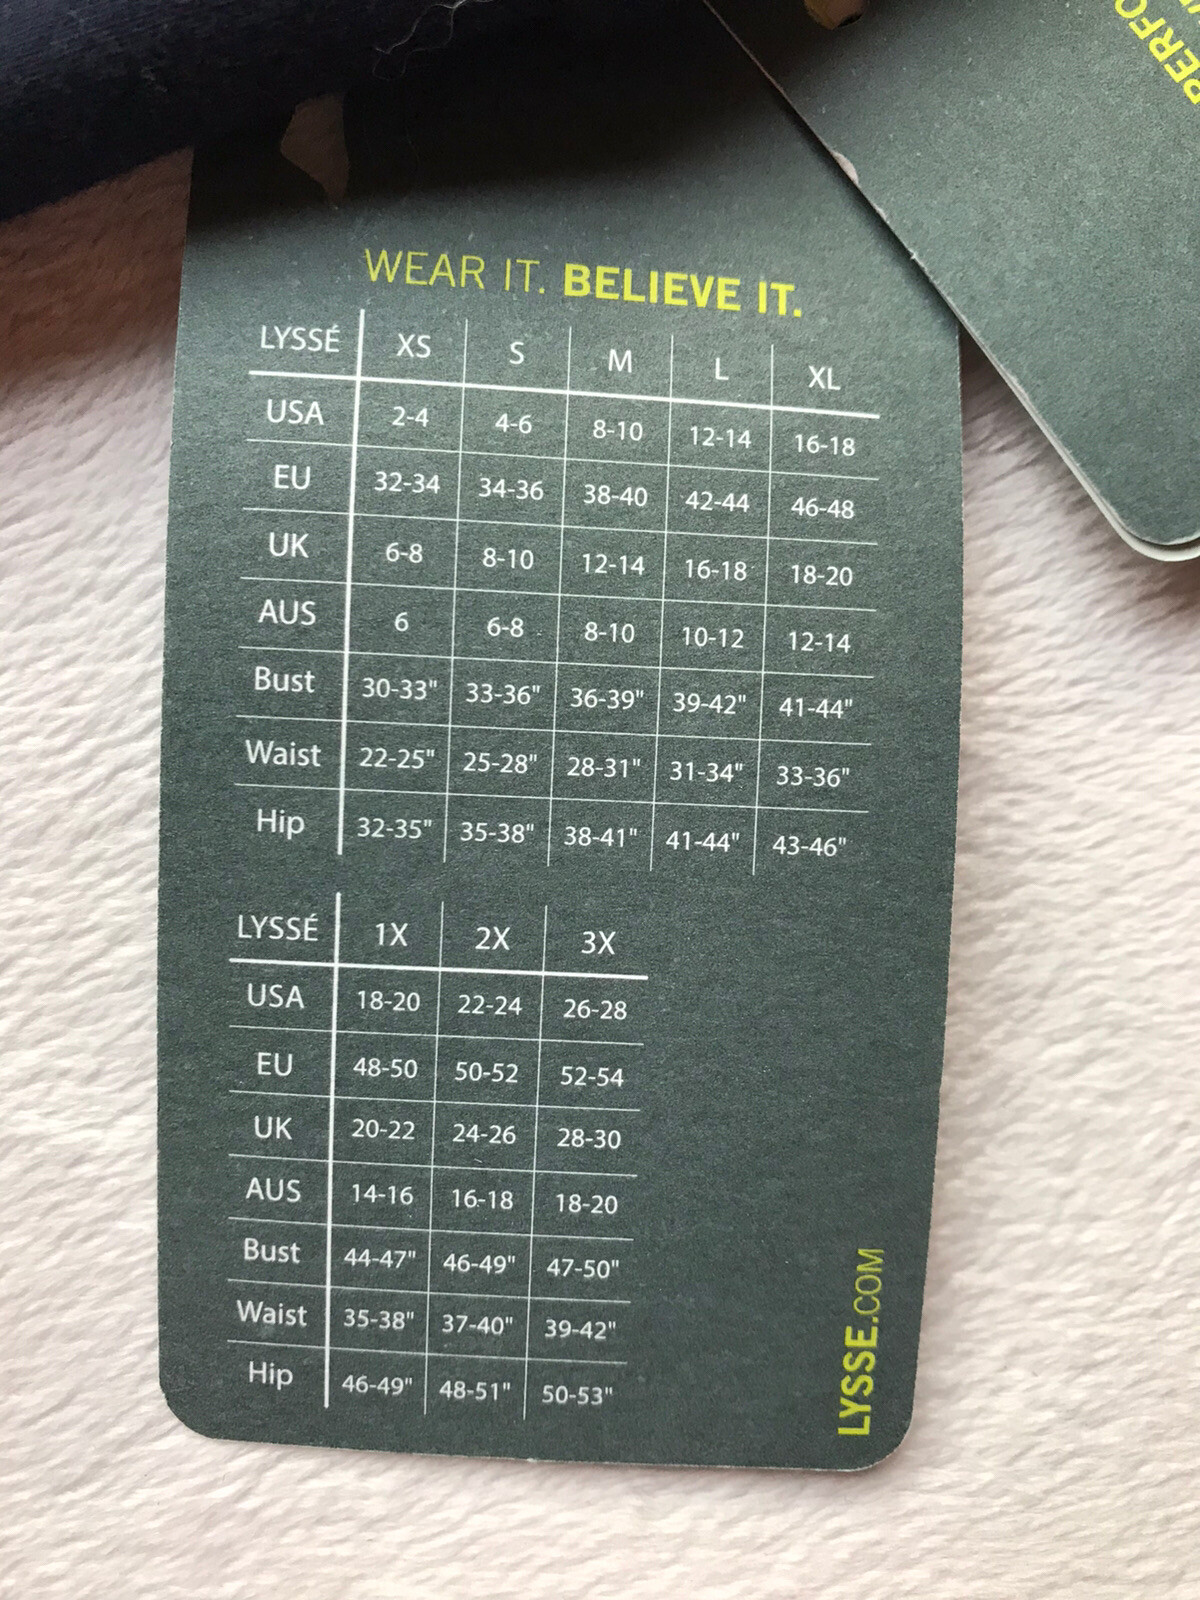 WEAR IT. BELIEVE IT.
LYSSÉ XS S M L XL
USA 2-4 4-6 8-10 12-14 16-18
EU 32-34 34-36 38-40 42-44 46-48
UK 6-8 8-10 12-14 16-18 18-20
AUS 6 6-8 8-10 10-12 12-14
Bust 30-33" 33-36" 36-39" 39-42" 41-44"
Waist 22-25" 25-28" 28-31" 31-34" 33-36"
Hip 32-35" 35-38" 38-41" 41-44" 43-46"
LYSSÉ 1X 2X 3X
USA 18-20 22-24 26-28
EU 48-50 50-52 52-54
UK 20-22 24-26 28-30
AUS 14-16 16-18 18-20
Bust 44-47" 46-49" 47-50"
Waist 35-38" 37-40" 39-42"
Hip 46-49" 48-51" 50-53"
LYSSE.COM